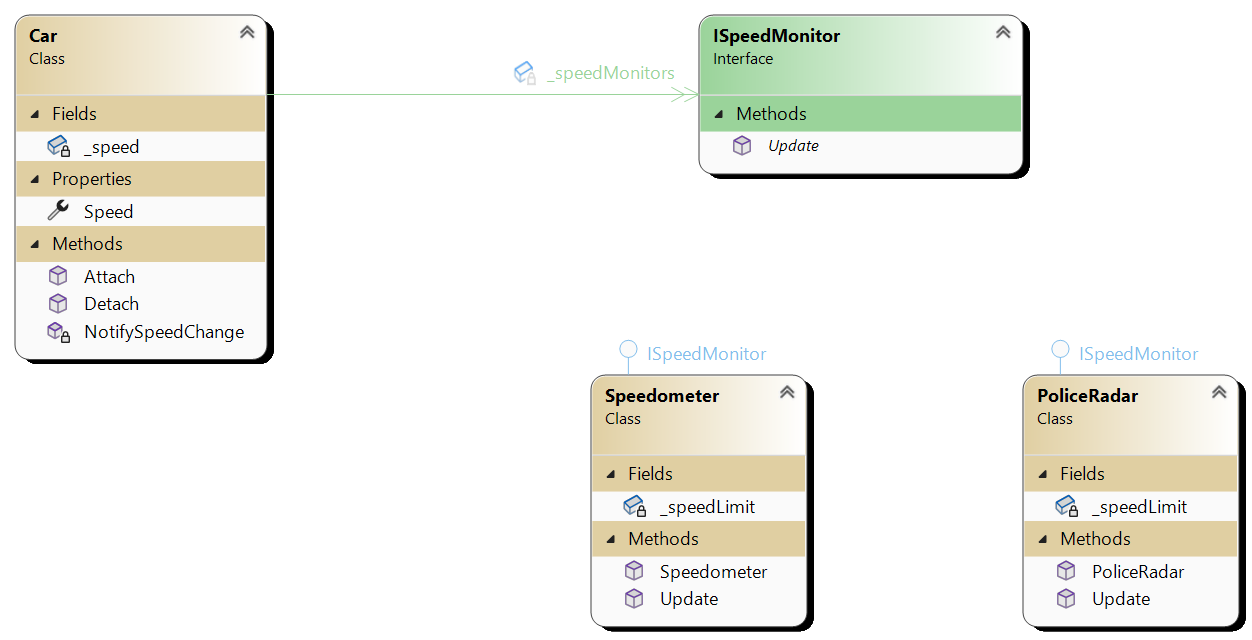 Car
Class
Fields
_speed
Properties
Speed
Methods
Attach
Detach
NotifySpeedChange
_speedMonitors
ISpeedMonitor
Interface
Methods
Update
ISpeedMonitor
Speedometer
Class
Fields
_speedLimit
Methods
Speedometer
Update
ISpeedMonitor
PoliceRadar
Class
Fields
_speedLimit
Methods
PoliceRadar
Update